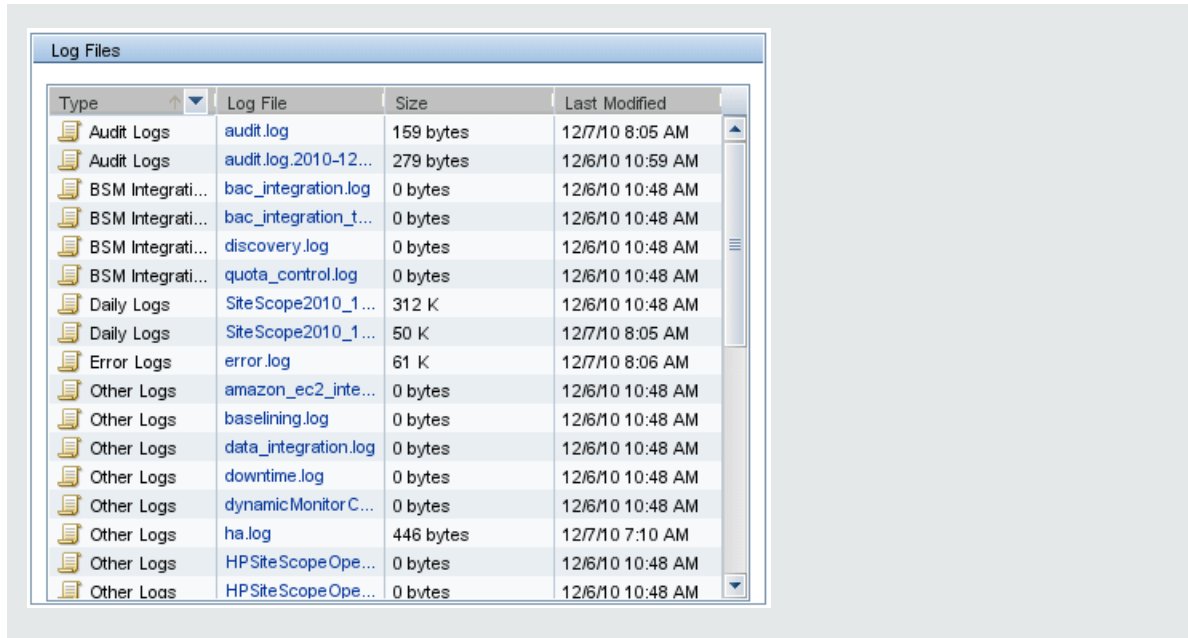 Log Files
Type Log File Size Last Modified
Audit Logs audit.log 159 bytes 12/7/10 8:05 AM
Audit Logs audit.log.2010-12... 279 bytes 12/6/10 10:59 AM
BSM Integrati... bac_integration.log 0 bytes 12/6/10 10:48 AM
BSM Integrati... bac_integration_t... 0 bytes 12/6/10 10:48 AM
BSM Integrati... discovery.log 0 bytes 12/6/10 10:48 AM
BSM Integrati... quota_control.log 0 bytes 12/6/10 10:48 AM
Daily Logs SiteScope2010_1... 312 K 12/6/10 10:48 AM
Daily Logs SiteScope2010_1... 50 K 12/7/10 8:05 AM
Error Logs error.log 61 K 12/7/10 8:06 AM
Other Logs amazon_ec2_inte... 0 bytes 12/6/10 10:48 AM
Other Logs baselining.log 0 bytes 12/6/10 10:48 AM
Other Logs data_integration.log 0 bytes 12/6/10 10:48 AM
Other Logs downtime.log 0 bytes 12/6/10 10:48 AM
Other Logs dynamicMonitorC... 0 bytes 12/6/10 10:48 AM
Other Logs ha.log 446 bytes 12/7/10 7:10 AM
Other Logs HPSiteScopeOpe... 0 bytes 12/6/10 10:48 AM
Other Logs HPSiteScopeOpe... 0 bytes 12/6/10 10:48 AM